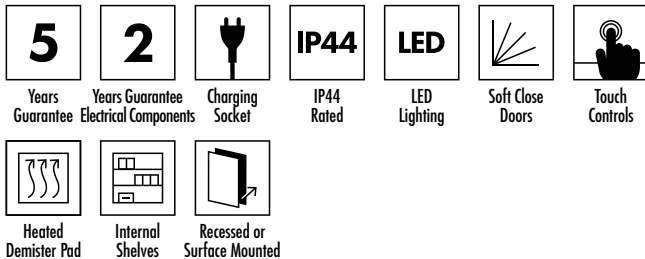 5
2
IP44
LED
Years
Guarantee
Years Guarantee
Electrical Components
Charging
Socket
IP44
Rated
LED
Lighting
Soft Close
Doors
Touch
Controls
Heated
Demister Pad
Internal
Shelves
Recessed or
Surface Mounted